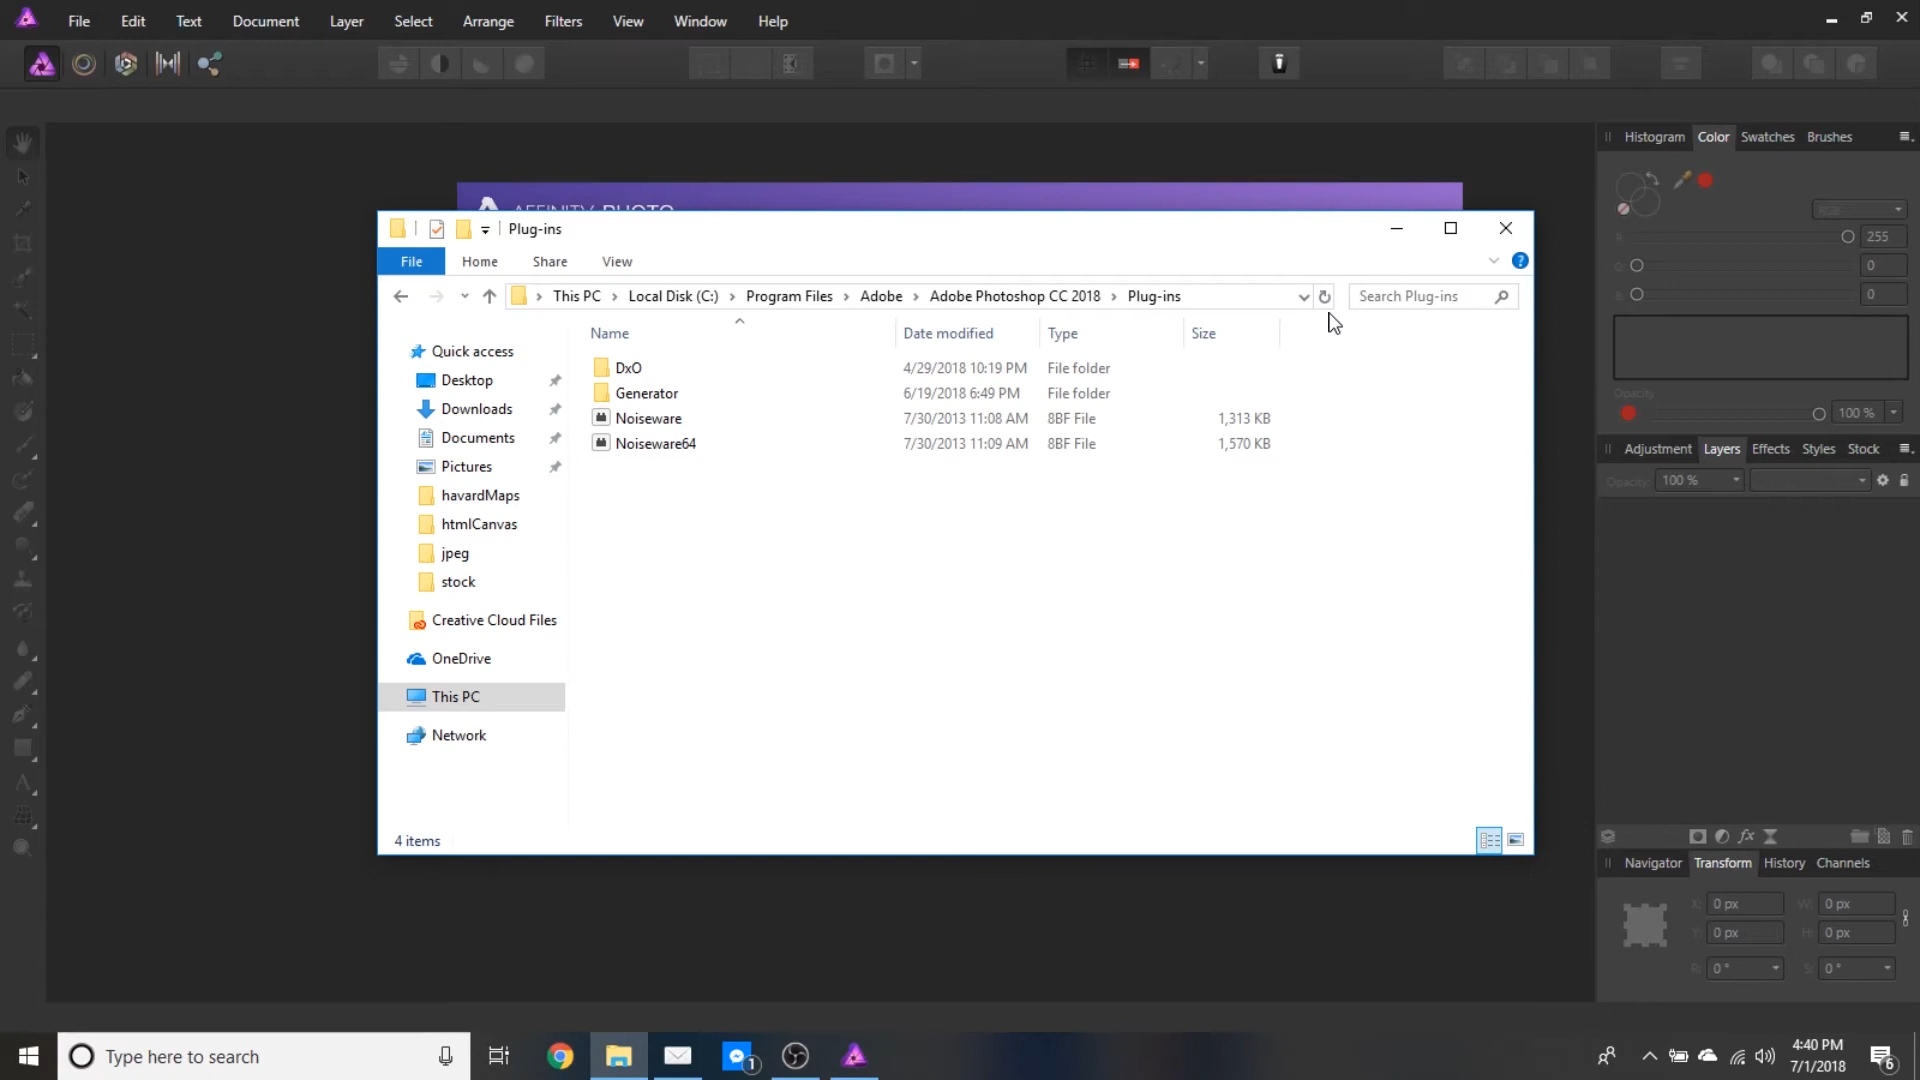 File Edit Text Document Layer Select Arrange Filters View Window Help
Histogram Color Swatches Brushes
255
0
0
Opacity
100 %
Adjustment Layers Effects Styles Stock
Opacity: 100 %
Navigator Transform History Channels
X: 0 px W: 0 px
Y: 0 px H: 0 px
R: 0 ° S: 0 °
AFFINITY PHOTO
Plug-ins
File Home Share View
This PC Local Disk (C:) Program Files Adobe Adobe Photoshop CC 2018 Plug-ins
Search Plug-ins
Name Date modified Type Size
DxO 4/29/2018 10:19 PM File folder
Generator 6/19/2018 6:49 PM File folder
Noiseware 7/30/2013 11:08 AM 8BF File 1,313 KB
Noiseware64 7/30/2013 11:09 AM 8BF File 1,570 KB
Quick access
Desktop
Downloads
Documents
Pictures
havardMaps
htmlCanvas
jpeg
stock
Creative Cloud Files
OneDrive
This PC
Network
4 items
Type here to search
1
4:40 PM
7/1/2018
6